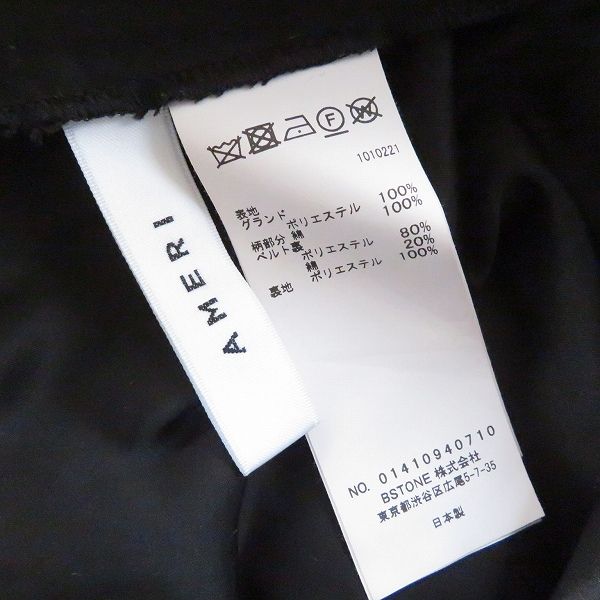 AMERI
1010221
表地
グランド ポリエステル 100%
柄部分 綿 100%
ベルト裏 ポリエステル 80%
綿 20%
裏地 ポリエステル 100%
NO. 01410940710
BSTONE 株式会社
東京都渋谷区広尾5-7-35
日本製